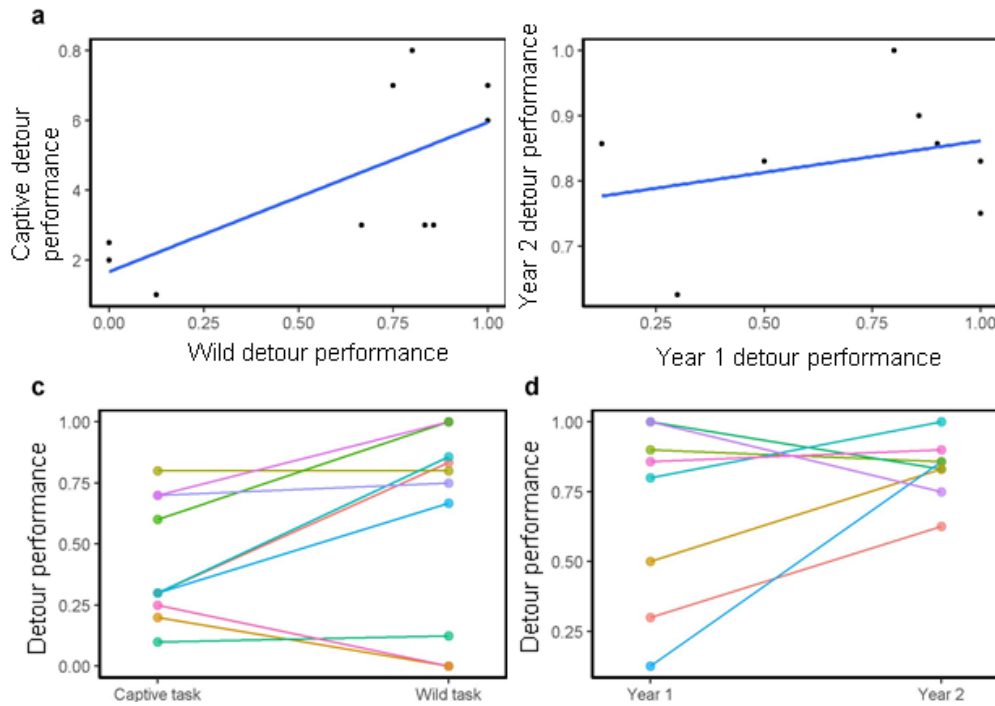 a
Captive detour
performance
0.8
6
4
2
0.00
0.25
0.50
0.75
1.00
Wild detour performance
Year 2 detour performance
1.0
0.9
0.8
0.7
0.25
0.50
0.75
1.00
Year 1 detour performance
c
Detour performance
1.00
0.75
0.50
0.25
0.00
Captive task
Wild task
d
Detour performance
1.00
0.75
0.50
0.25
Year 1
Year 2